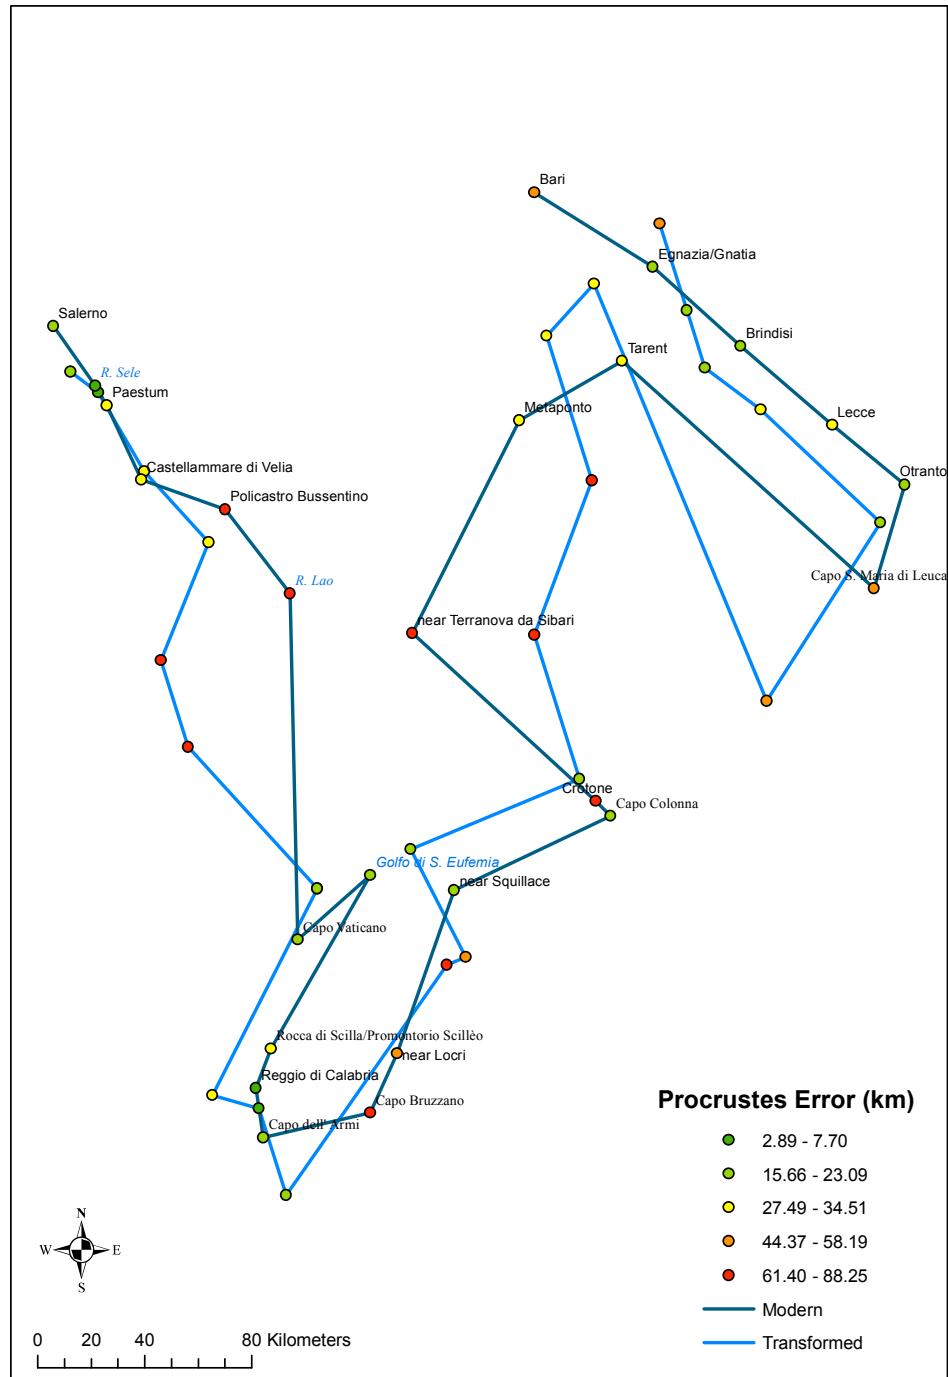 Bari
Egnazia/Gnatia
Salerno
Brindisi
Tarent
R. Sele
Paestum
Metaponto
Lecce
Castellammare di Velia
Otranto
Policastro Bussentino
R. Lao
Capo S. Maria di Leuca
near Terranova da Sibari
Crotone
Capo Colonna
Golfo di S. Eufemia
near Squillace
Capo Vaticano
Rocca di Scilla/Promontorio Scillèo
near Locri
Reggio di Calabria
Capo Bruzzano
Capo dell' Armi
Procrustes Error (km)
2.89 - 7.70
15.66 - 23.09
27.49 - 34.51
44.37 - 58.19
61.40 - 88.25
Modern
Transformed
N
W E
S
0 20 40 80 Kilometers